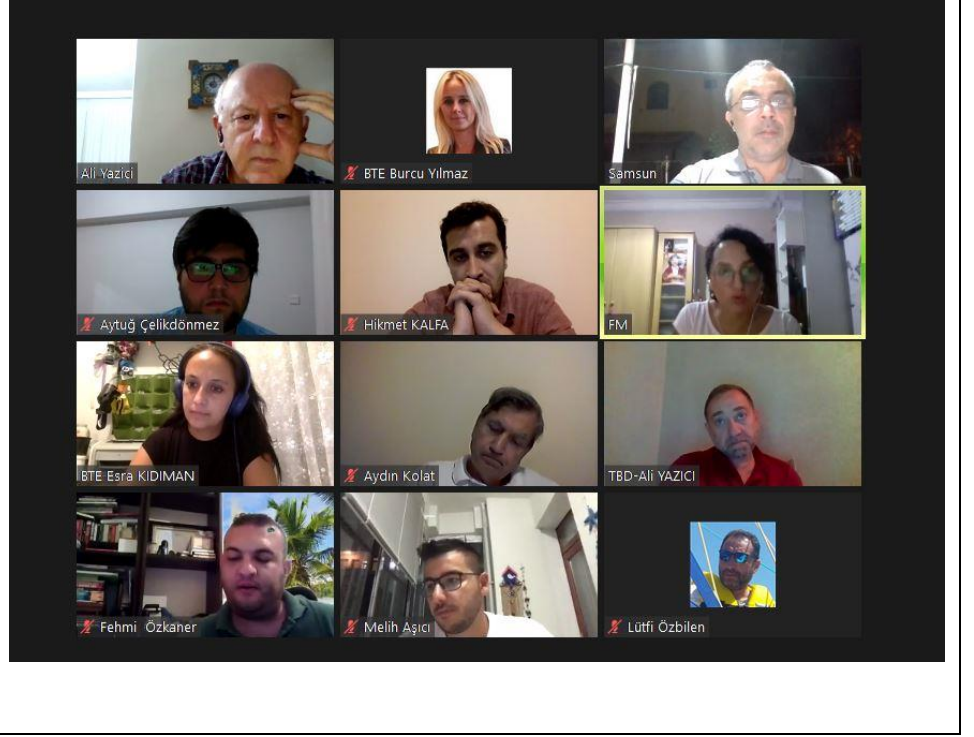 Ali Yazici
BTE Burcu Yılmaz
Samsun
Aytuğ Çelikdönmez
Hikmet KALFA
FM
BTE Esra KIDIMAN
Aydın Kolat
TBD-Ali YAZICI
Fehmi Özkaner
Melih Aşıcı
Lütfi Özbilen